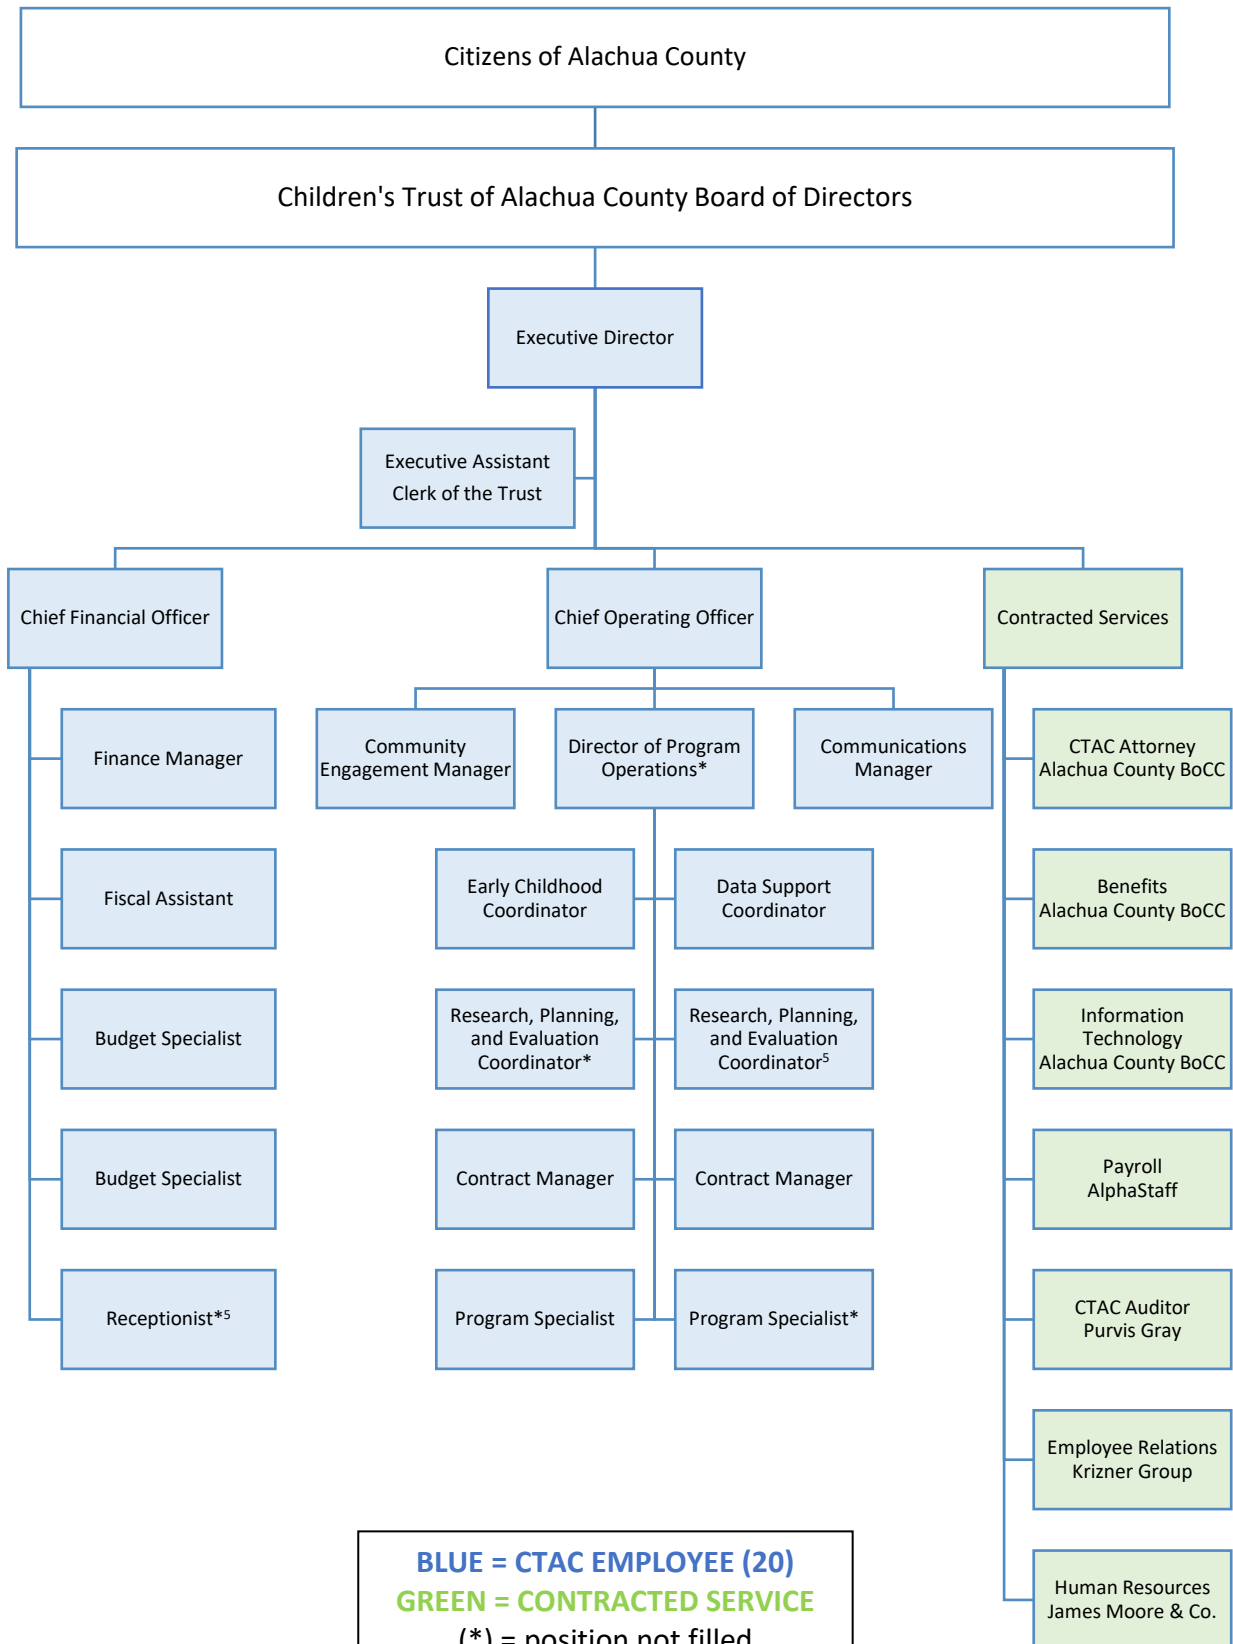 Citizens of Alachua County
Children's Trust of Alachua County Board of Directors
Executive Director
Executive Assistant
Clerk of the Trust
Chief Financial Officer
Chief Operating Officer
Contracted Services
Finance Manager
Community
Engagement Manager
Director of Program
Operations*
Communications
Manager
CTAC Attorney
Alachua County BoCC
Fiscal Assistant
Early Childhood
Coordinator
Data Support
Coordinator
Benefits
Alachua County BoCC
Budget Specialist
Research, Planning,
and Evaluation
Coordinator*
Research, Planning,
and Evaluation
Coordinator⁵
Information
Technology
Alachua County BoCC
Budget Specialist
Contract Manager
Contract Manager
Payroll
AlphaStaff
Receptionist*⁵
Program Specialist
Program Specialist*
CTAC Auditor
Purvis Gray
Employee Relations
Krizner Group
Human Resources
James Moore & Co.
BLUE = CTAC EMPLOYEE (20)
GREEN = CONTRACTED SERVICE
(*) = position not filled